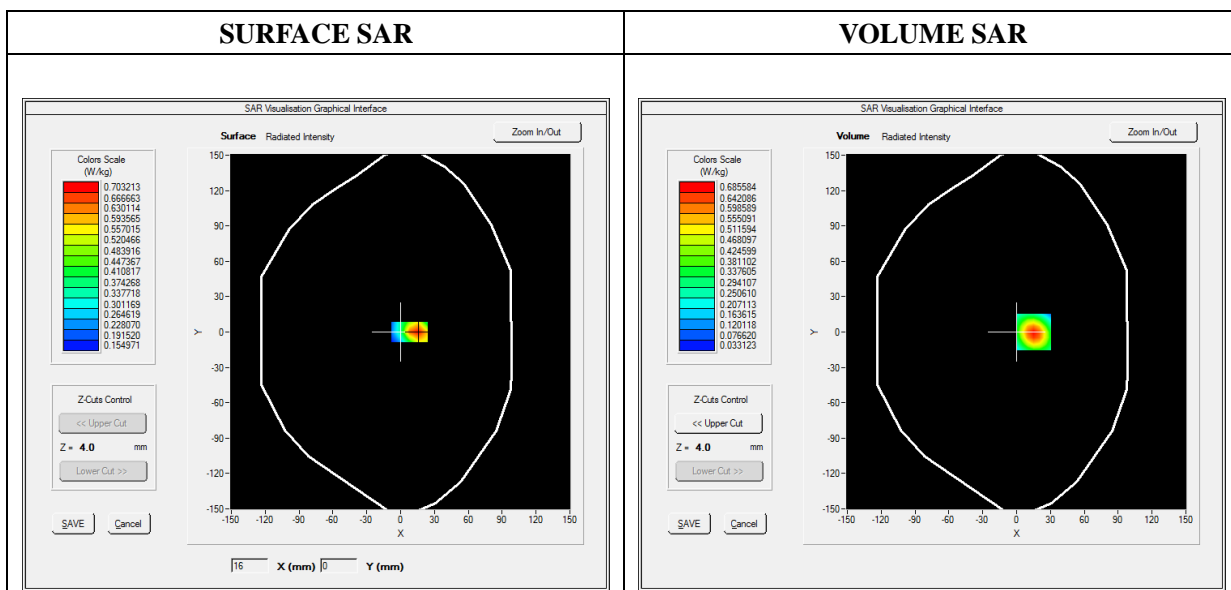 SURFACE SAR
SAR Visualisation Graphical Interface
Surface Radiated Intensity
Zoom In/Out
Colors Scale
(W/kg)
0.703213
0.666663
0.630114
0.593565
0.557015
0.520466
0.483916
0.447367
0.410817
0.374268
0.337718
0.301169
0.264619
0.228070
0.191520
0.154971
Z-Cuts Control
<< Upper Cut
Z = 4.0 mm
Lower Cut >>
SAVE Cancel
150
120
90
60
30
0
-30
-60
-90
-120
-150
Y
-150 -120 -90 -60 -30 0 30 60 90 120 150
X
16 X (mm) 0 Y (mm)
VOLUME SAR
SAR Visualisation Graphical Interface
Volume Radiated Intensity
Zoom In/Out
Colors Scale
(W/kg)
0.685584
0.642086
0.598589
0.555091
0.511594
0.468097
0.424599
0.381102
0.337605
0.294107
0.250610
0.207113
0.163615
0.120118
0.076620
0.033123
Z-Cuts Control
<< Upper Cut
Z = 4.0 mm
Lower Cut >>
SAVE Cancel
150
120
90
60
30
0
-30
-60
-90
-120
-150
Y
-150 -120 -90 -60 -30 0 30 60 90 120 150
X